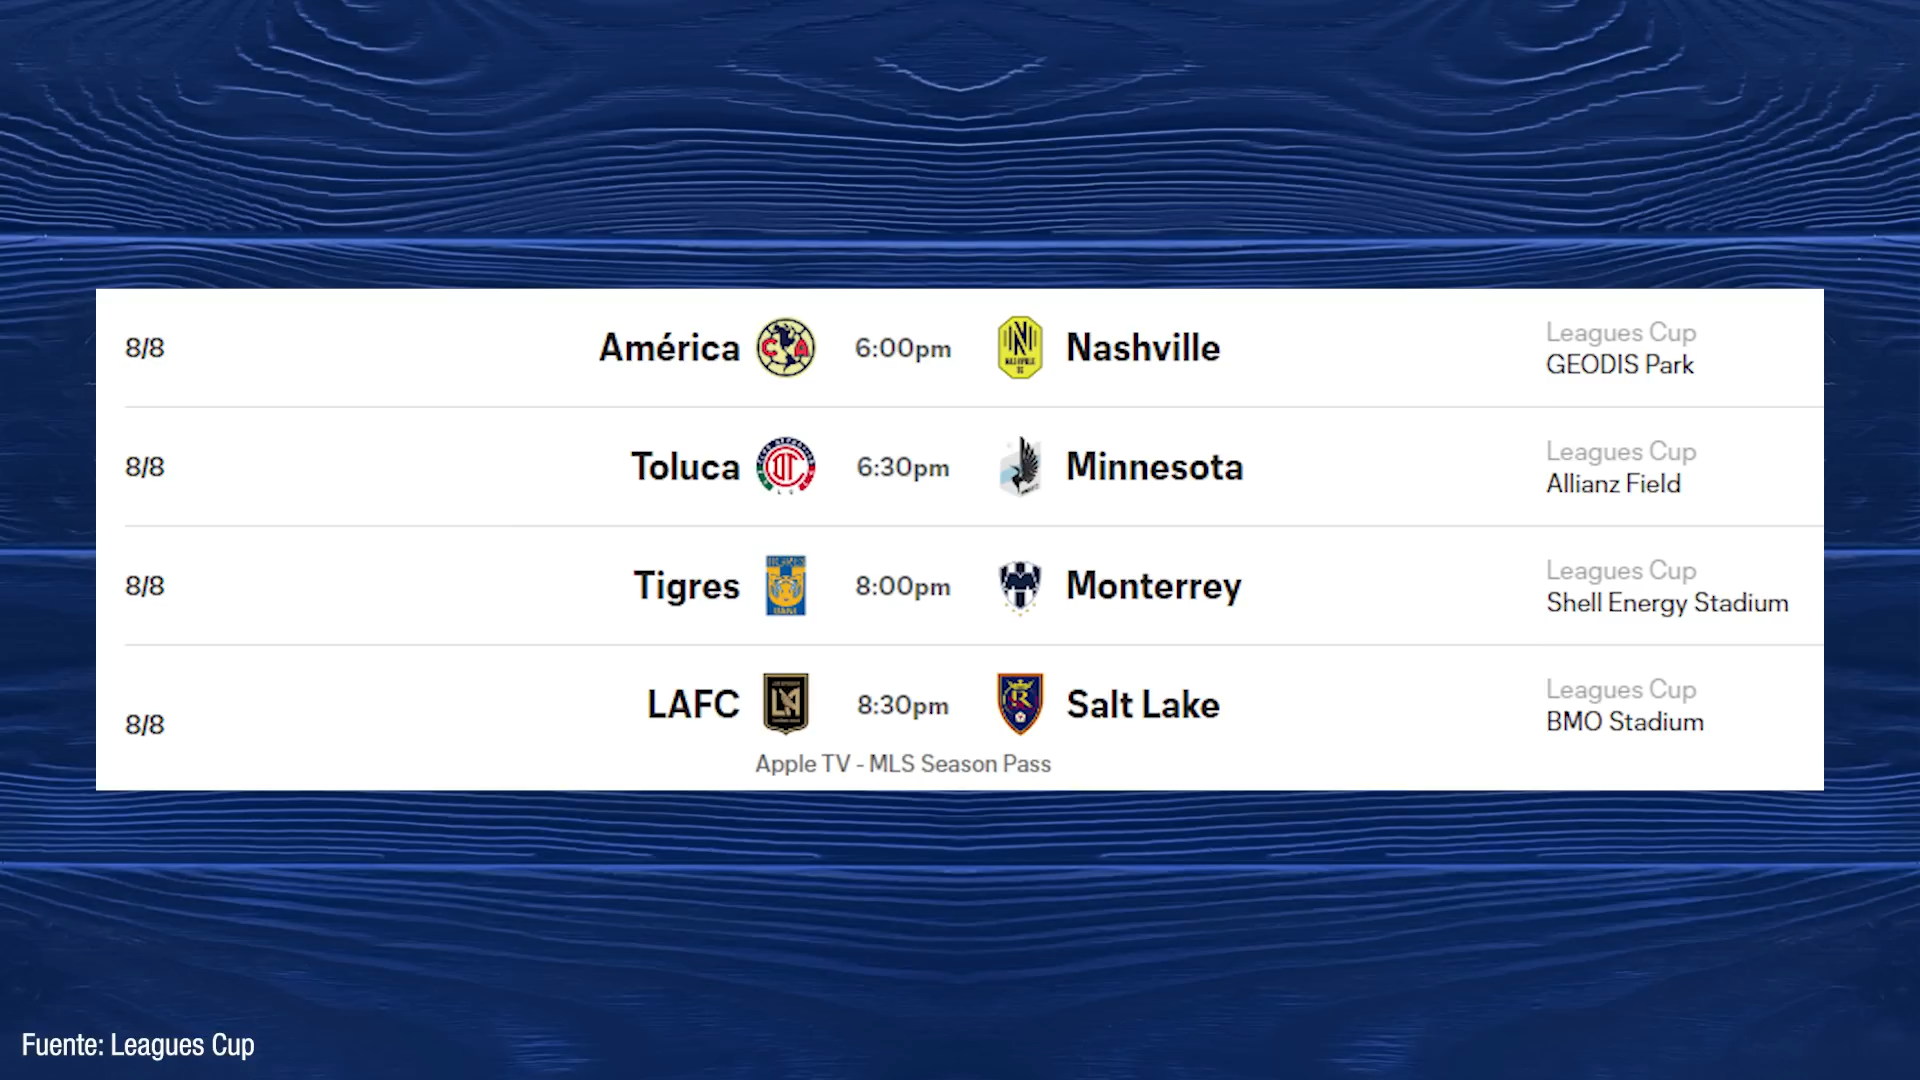 8/8 América 6:00pm Nashville Leagues Cup
GEODIS Park
8/8 Toluca 6:30pm Minnesota Leagues Cup
Allianz Field
8/8 Tigres 8:00pm Monterrey Leagues Cup
Shell Energy Stadium
8/8 LAFC 8:30pm Salt Lake Leagues Cup
BMO Stadium
Apple TV - MLS Season Pass
Fuente: Leagues Cup